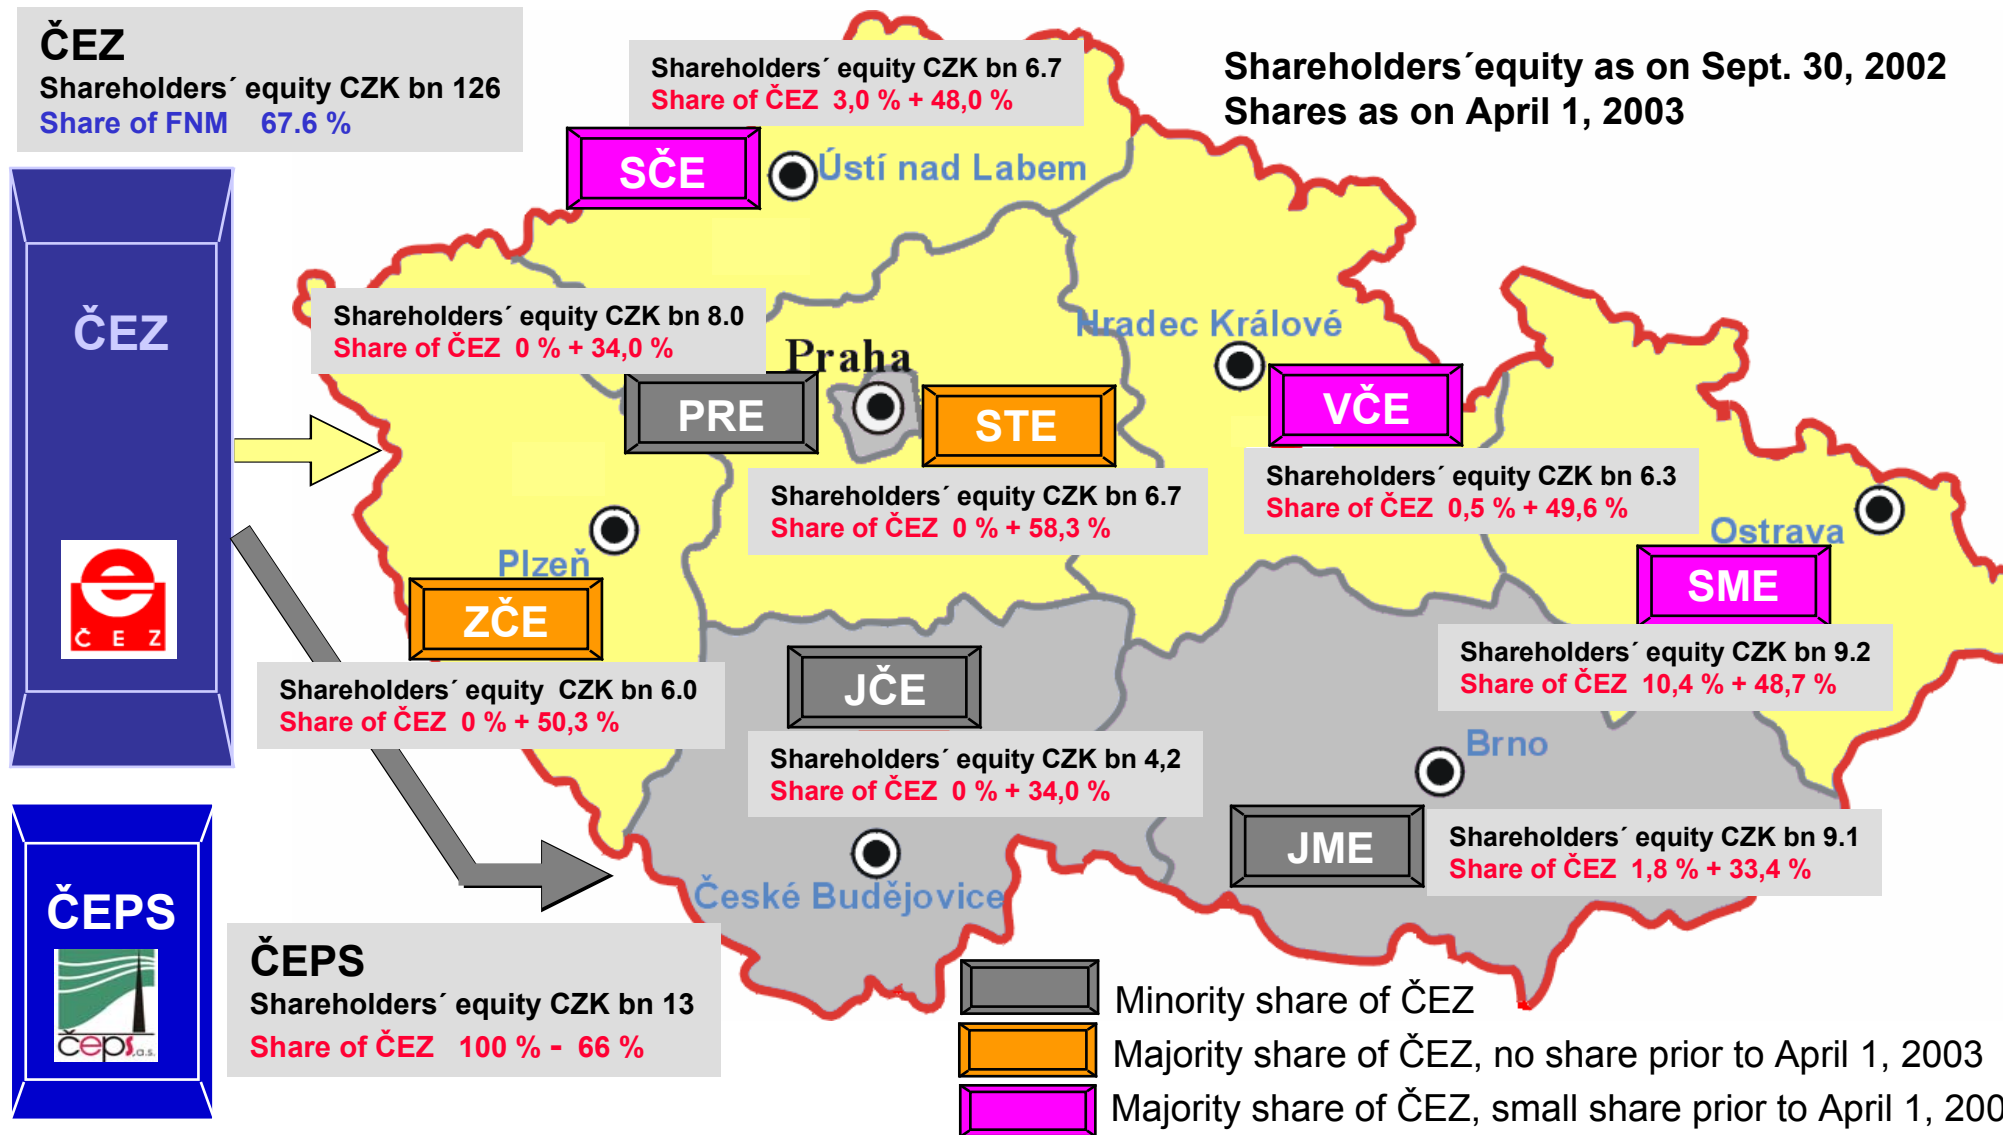 ČEZ
Shareholders´ equity CZK bn 126
Share of FNM 67.6 %
Shareholders´ equity CZK bn 6.7
Share of ČEZ 3,0 % + 48,0 %
Shareholders´equity as on Sept. 30, 2002
Shares as on April 1, 2003
SČE
Ústí nad Labem
ČEZ
Shareholders´ equity CZK bn 8.0
Share of ČEZ 0 % + 34,0 %
Hradec Králové
Praha
PRE
STE
VČE
Shareholders´ equity CZK bn 6.7
Share of ČEZ 0 % + 58,3 %
Shareholders´ equity CZK bn 6.3
Share of ČEZ 0,5 % + 49,6 %
Ostrava
Plzeň
SME
ZČE
ČEZ
Shareholders´ equity CZK bn 9.2
Share of ČEZ 10,4 % + 48,7 %
Shareholders´ equity CZK bn 6.0
Share of ČEZ 0 % + 50,3 %
JČE
Shareholders´ equity CZK bn 4,2
Share of ČEZ 0 % + 34,0 %
Brno
JME
Shareholders´ equity CZK bn 9.1
Share of ČEZ 1,8 % + 33,4 %
České Budějovice
ČEPS
čeps,a.s.
ČEPS
Shareholders´ equity CZK bn 13
Share of ČEZ 100 % - 66 %
Minority share of ČEZ
Majority share of ČEZ, no share prior to April 1, 2003
Majority share of ČEZ, small share prior to April 1, 200